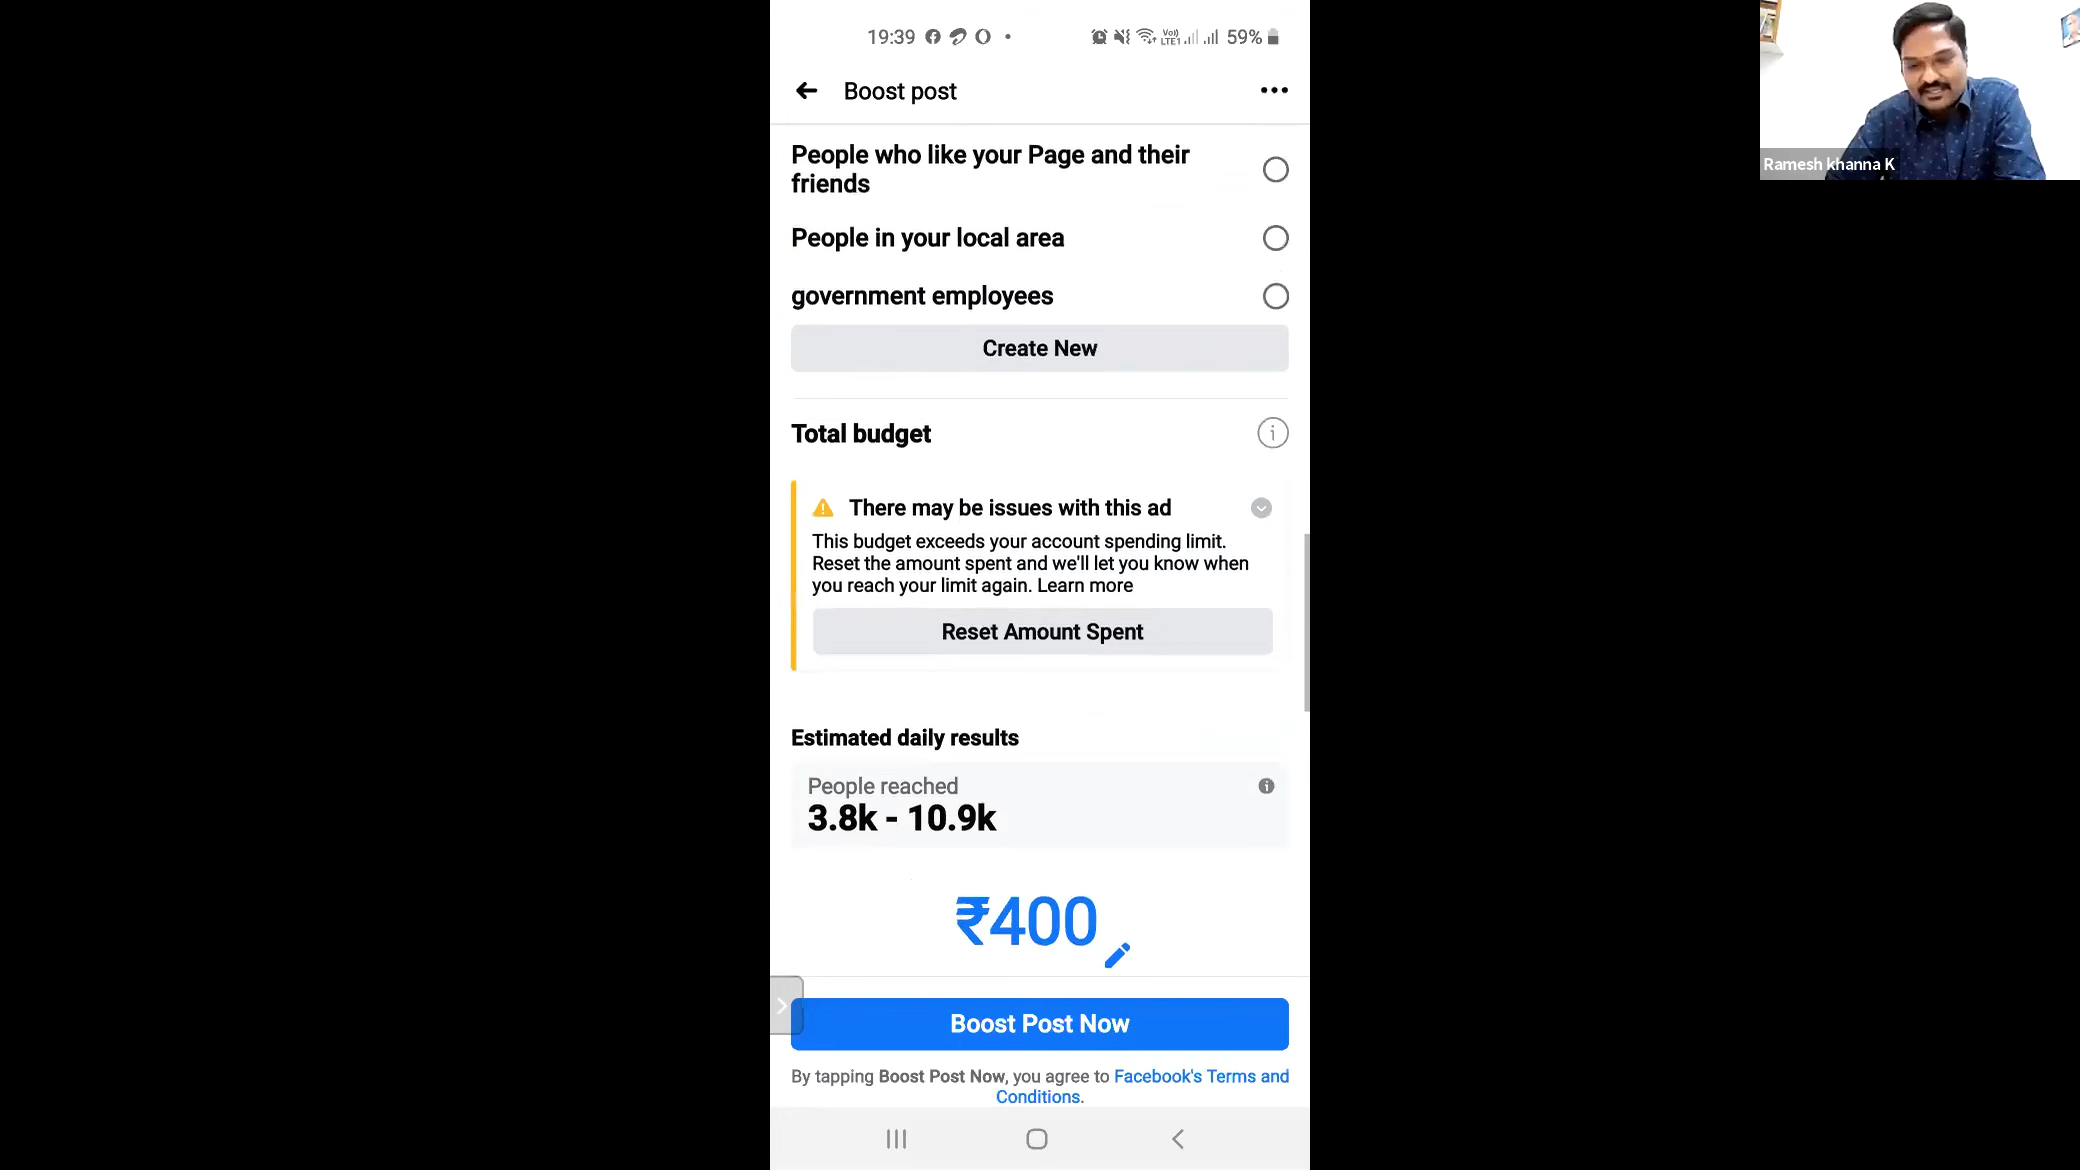 19:39 Vo)) LTE1 59%
Boost post
Ramesh khanna K
People who like your Page and their
friends
People in your local area
government employees
Create New
Total budget
There may be issues with this ad
This budget exceeds your account spending limit.
Reset the amount spent and we'll let you know when
you reach your limit again. Learn more
Reset Amount Spent
Estimated daily results
People reached
3.8k - 10.9k
₹400
Boost Post Now
By tapping Boost Post Now, you agree to Facebook's Terms and
Conditions.